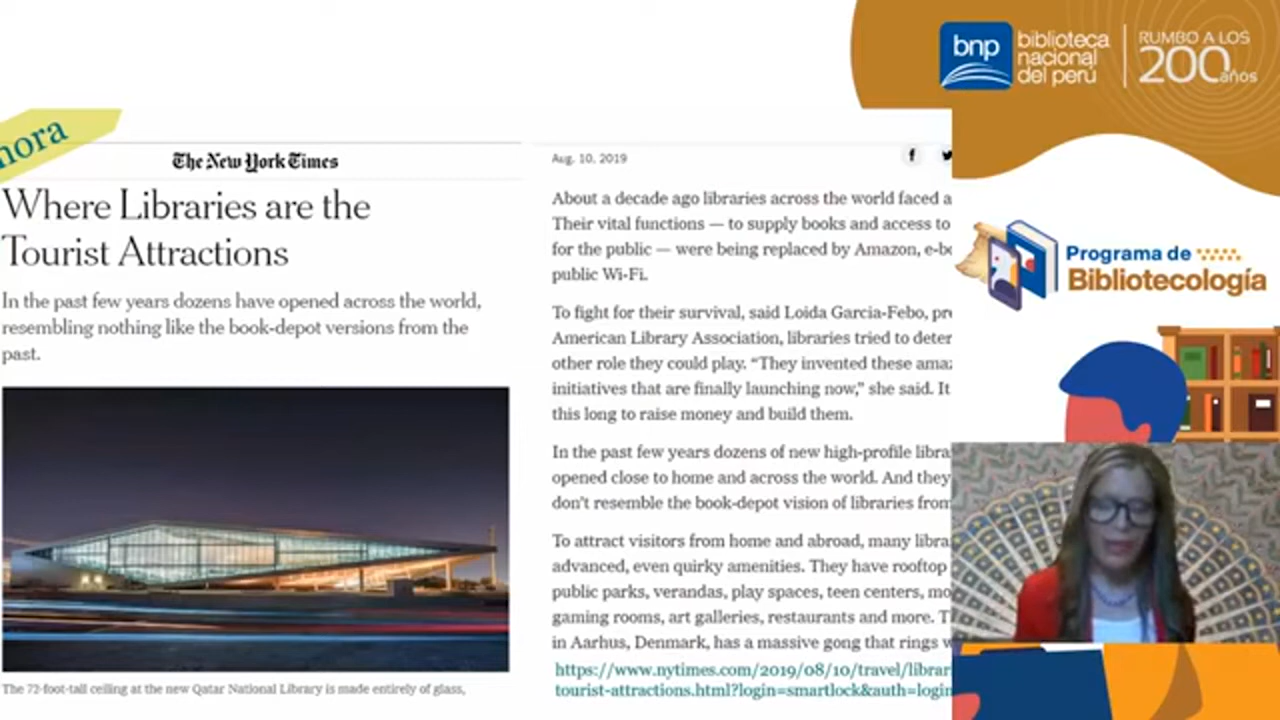 bnp
biblioteca
nacional
del perú
RUMBO A LOS
200
años
hora
The New York Times
Where Libraries are the
Tourist Attractions
In the past few years dozens have opened across the world,
resembling nothing like the book-depot versions from the
past.
The 72-foot-tall ceiling at the new Qatar National Library is made entirely of glass,
Aug. 10, 2019
About a decade ago libraries across the world faced a
Their vital functions — to supply books and access to
for the public — were being replaced by Amazon, e-bo
public Wi-Fi.
To fight for their survival, said Loida Garcia-Febo, pre
American Library Association, libraries tried to deter
other role they could play. “They invented these amaz
initiatives that are finally launching now,” she said. It
this long to raise money and build them.
In the past few years dozens of new high-profile libra
opened close to home and across the world. And they
don’t resemble the book-depot vision of libraries from
To attract visitors from home and abroad, many libra
advanced, even quirky amenities. They have rooftop
public parks, verandas, play spaces, teen centers, mo
gaming rooms, art galleries, restaurants and more. T
in Aarhus, Denmark, has a massive gong that rings w
https://www.nytimes.com/2019/08/10/travel/librar
tourist-attractions.html?login=smartlock&auth=login
Programa de
Bibliotecología